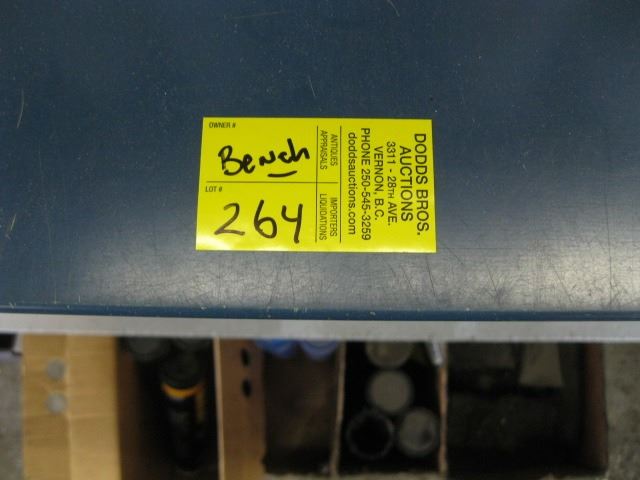 OWNER #
Bench
LOT #
264
ANTIQUES
APPRAISALS
IMPORTERS
LIQUIDATIONS
DODDS BROS.
AUCTIONS
3311 - 28TH AVE.
VERNON, B.C.
PHONE 250-545-3259
doddsauctions.com